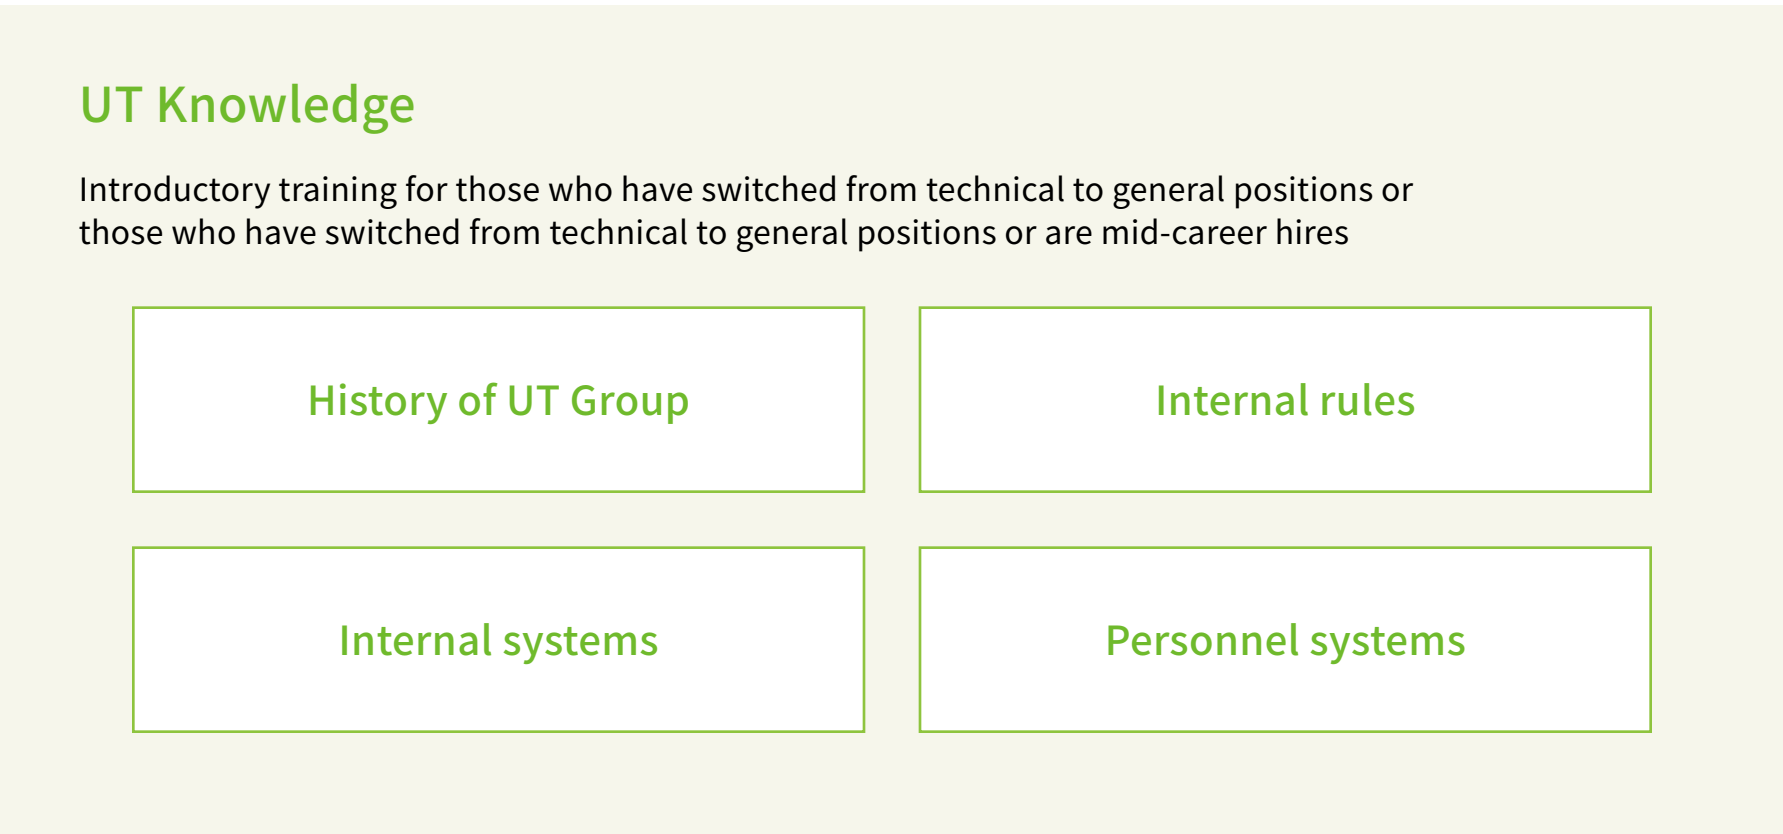 UT Knowledge
Introductory training for those who have switched from technical to general positions or
those who have switched from technical to general positions or are mid-career hires
History of UT Group
Internal rules
Internal systems
Personnel systems